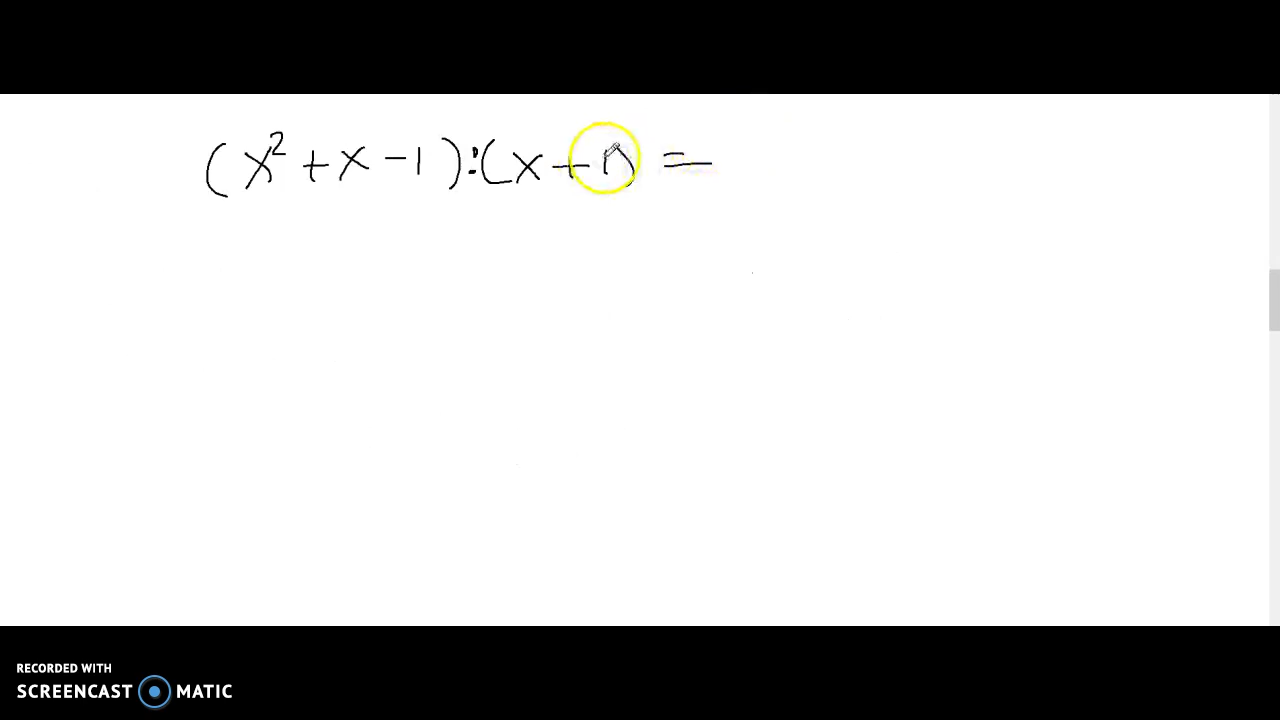 (x²+x-1):(x+1) =
RECORDED WITH
SCREENCAST MATIC